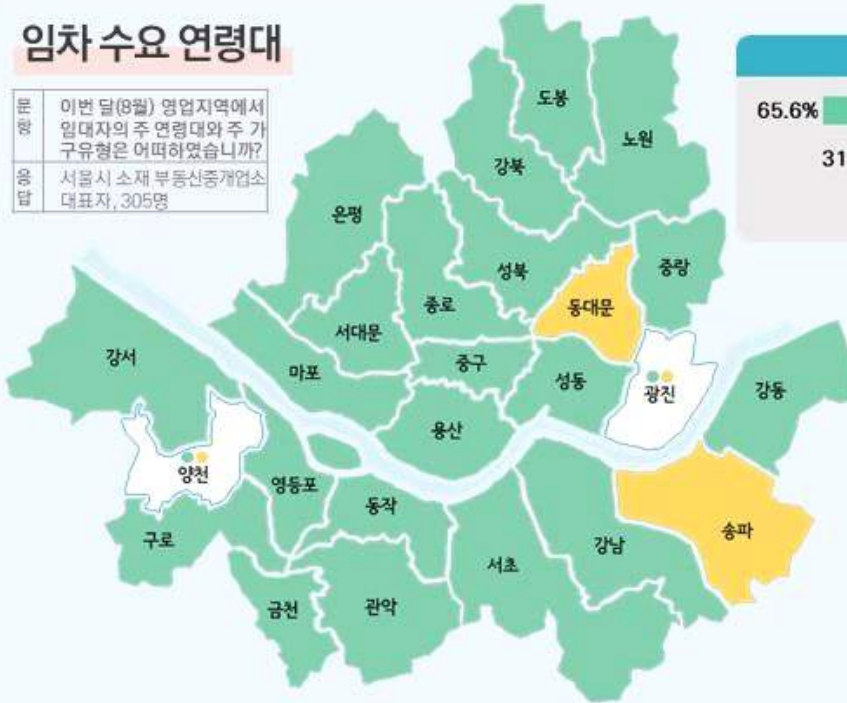 임차 수요 연령대
문항
이번 달(8월) 영업지역에서
임대자의 주 연령대와 주 가
구유형은 어떠하였습니까?
응답
서울시 소재 부동산중개업소
대표자, 305명
65.6%
31
도봉
노원
강북
은평
성북
중랑
종로
동대문
서대문
강서
마포
중구
성동
광진
강동
용산
양천
영등포
동작
송파
구로
강남
서초
금천
관악